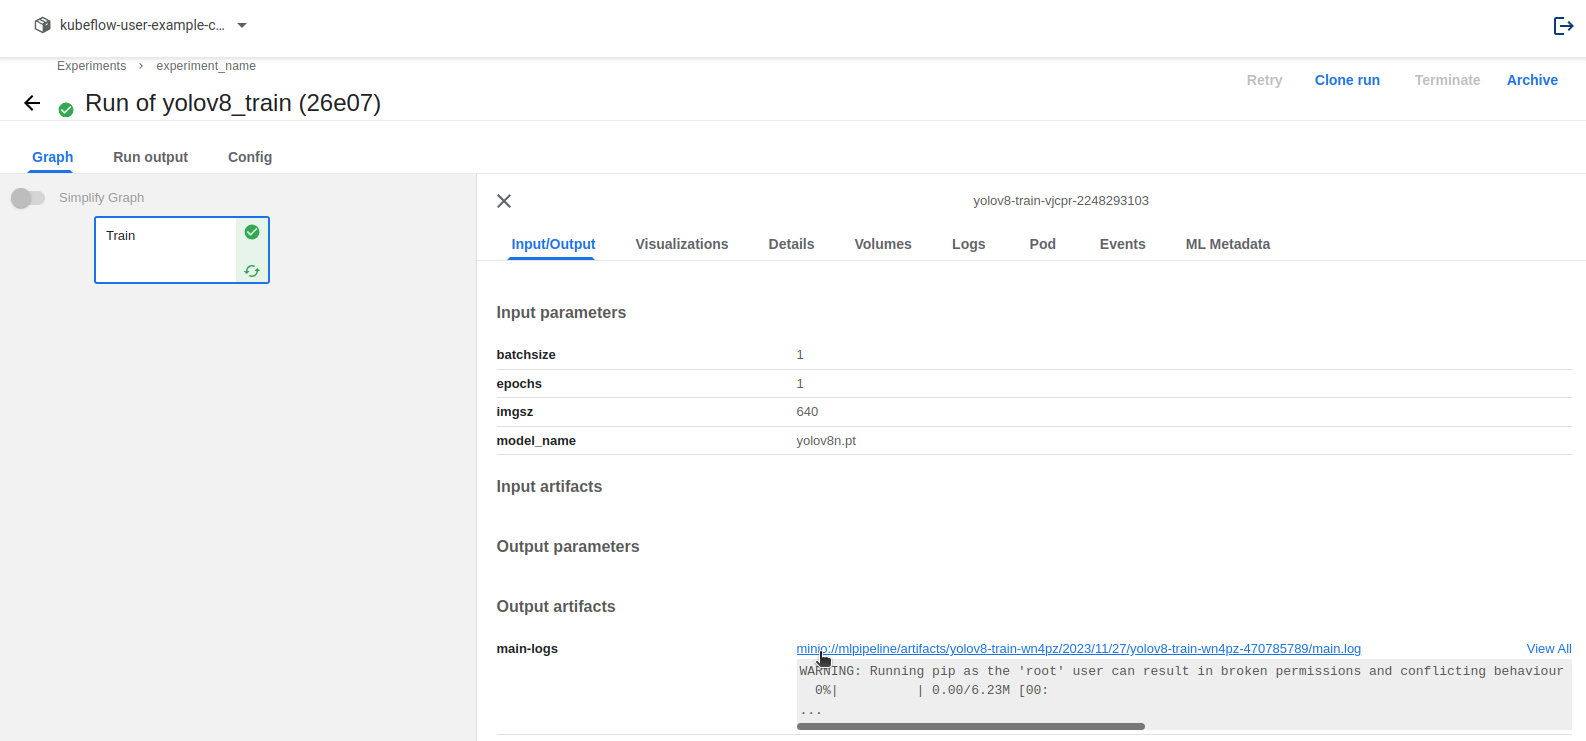 kubeflow-user-example-c...
Experiments › experiment_name
Run of yolov8_train (26e07)
Retry Clone run Terminate Archive
Graph Run output Config
Simplify Graph
Train
yolov8-train-vjcpr-2248293103
Input/Output Visualizations Details Volumes Logs Pod Events ML Metadata
Input parameters
batchsize 1
epochs 1
imgsz 640
model_name yolov8n.pt
Input artifacts
Output parameters
Output artifacts
main-logs minio://mlpipeline/artifacts/yolov8-train-wn4pz/2023/11/27/yolov8-train-wn4pz-470785789/main.log View All
WARNING: Running pip as the 'root' user can result in broken permissions and conflicting behaviour
0%| | 0.00/6.23M [00:
...